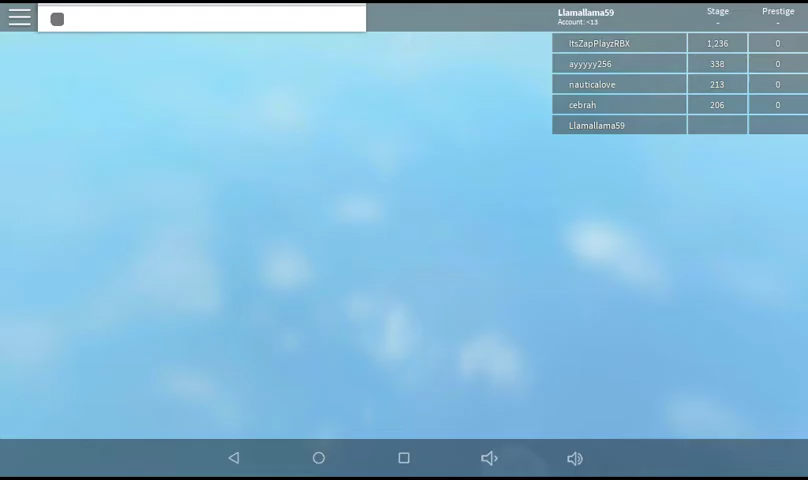 Llamallama59 Stage Prestige
Account: <13 - -
ItsZapPlayzRBX 1,236 0
ayyyyy256 338 0
nauticalove 213 0
cebrah 206 0
Llamallama59